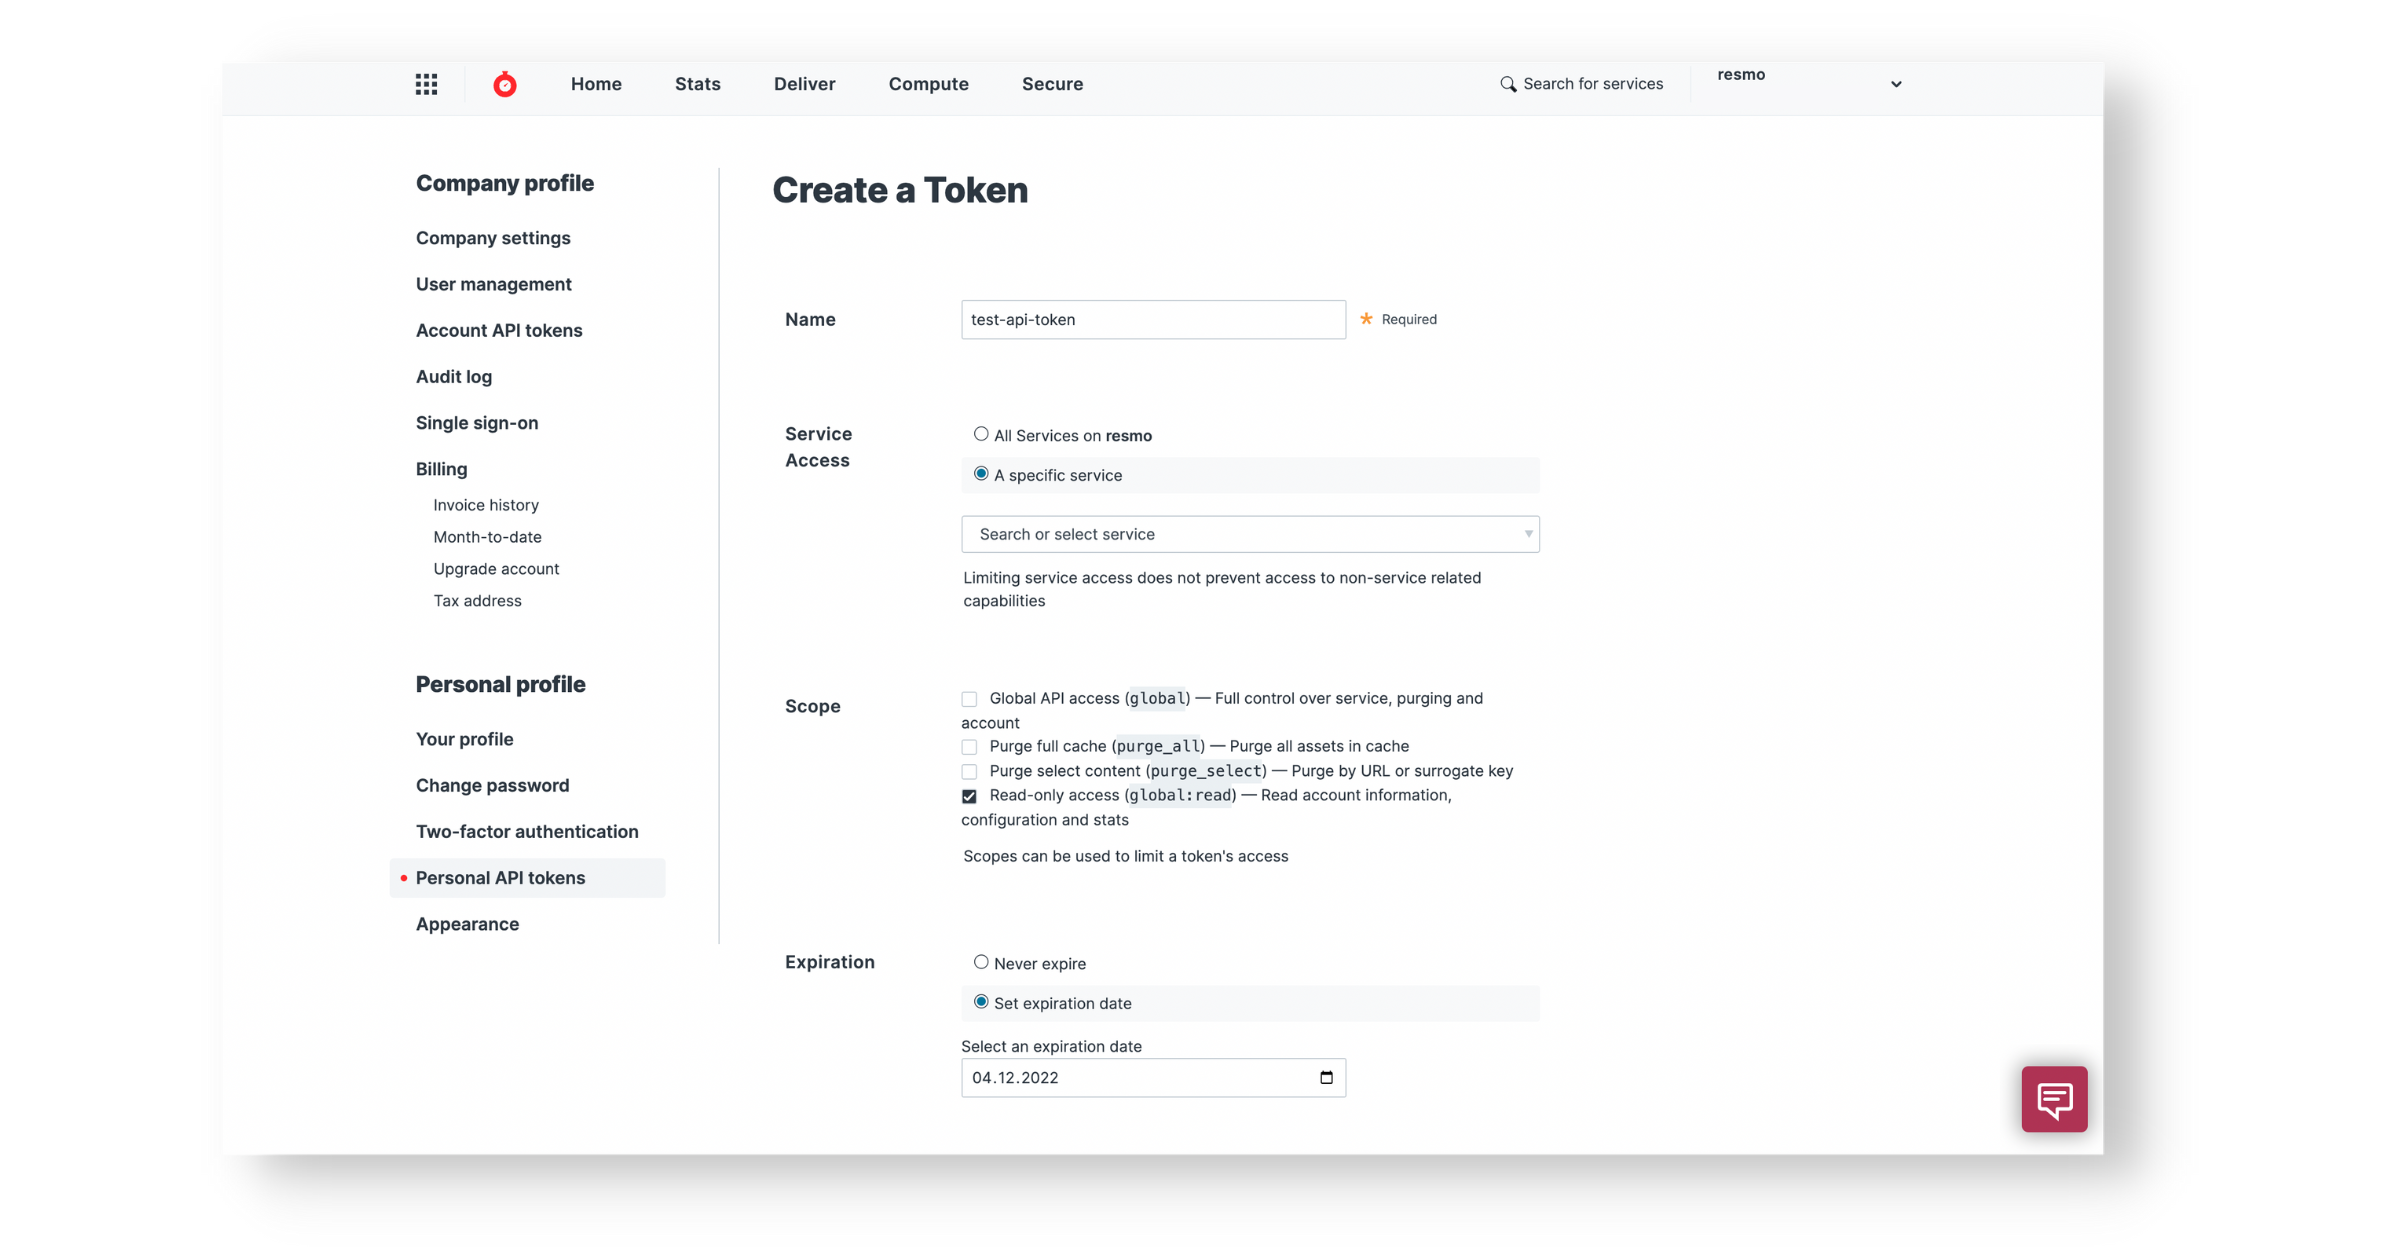 Home Stats Deliver Compute Secure Search for services resmo
Company profile
Company settings
User management
Account API tokens
Audit log
Single sign-on
Billing
Invoice history
Month-to-date
Upgrade account
Tax address
Personal profile
Your profile
Change password
Two-factor authentication
Personal API tokens
Appearance
Create a Token
Name
test-api-token
* Required
Service
Access
All Services on resmo
A specific service
Search or select service
Limiting service access does not prevent access to non-service related
capabilities
Scope
Global API access (global) — Full control over service, purging and
account
Purge full cache (purge_all) — Purge all assets in cache
Purge select content (purge_select) — Purge by URL or surrogate key
Read-only access (global:read) — Read account information,
configuration and stats
Scopes can be used to limit a token's access
Expiration
Never expire
Set expiration date
Select an expiration date
04.12.2022